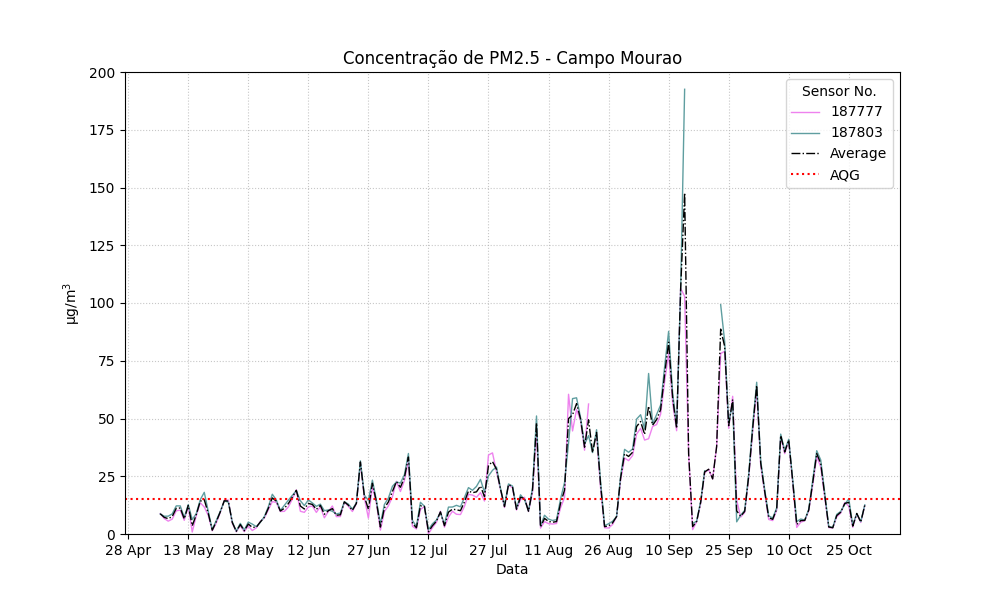 Concentração de PM2.5 - Campo Mourao
Sensor No.
187777
187803
Average
AQG
200
175
150
125
100
75
50
25
0
µg/m³
28 Apr 13 May 28 May 12 Jun 27 Jun 12 Jul 27 Jul 11 Aug 26 Aug 10 Sep 25 Sep 10 Oct 25 Oct
Data